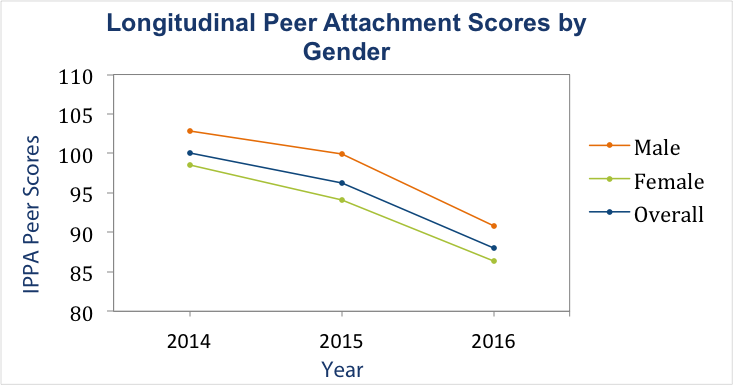 Longitudinal Peer Attachment Scores by
Gender
110
105
100
95
90
85
80
IPPA Peer Scores
2014 2015 2016
Year
Male
Female
Overall